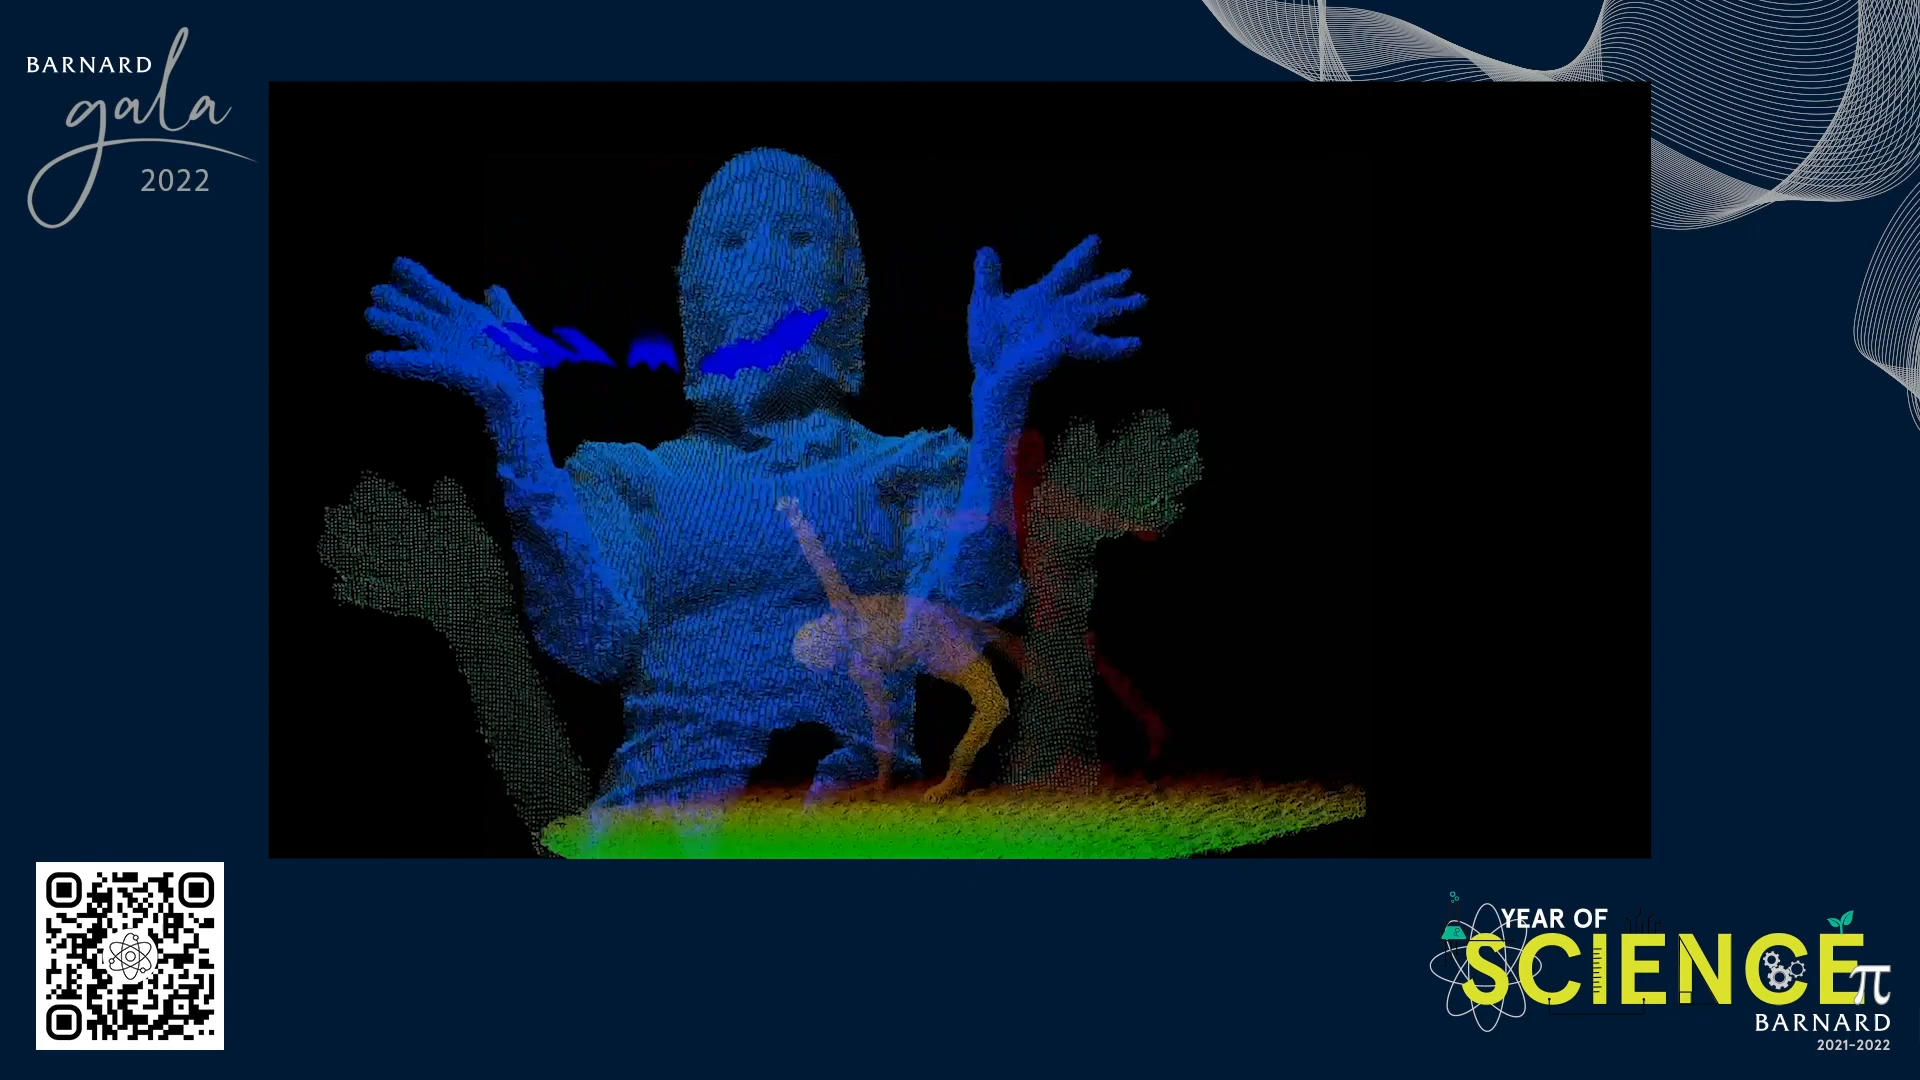 BARNARD
gala
2022
YEAR OF
SCIENCE
π
BARNARD
2021-2022